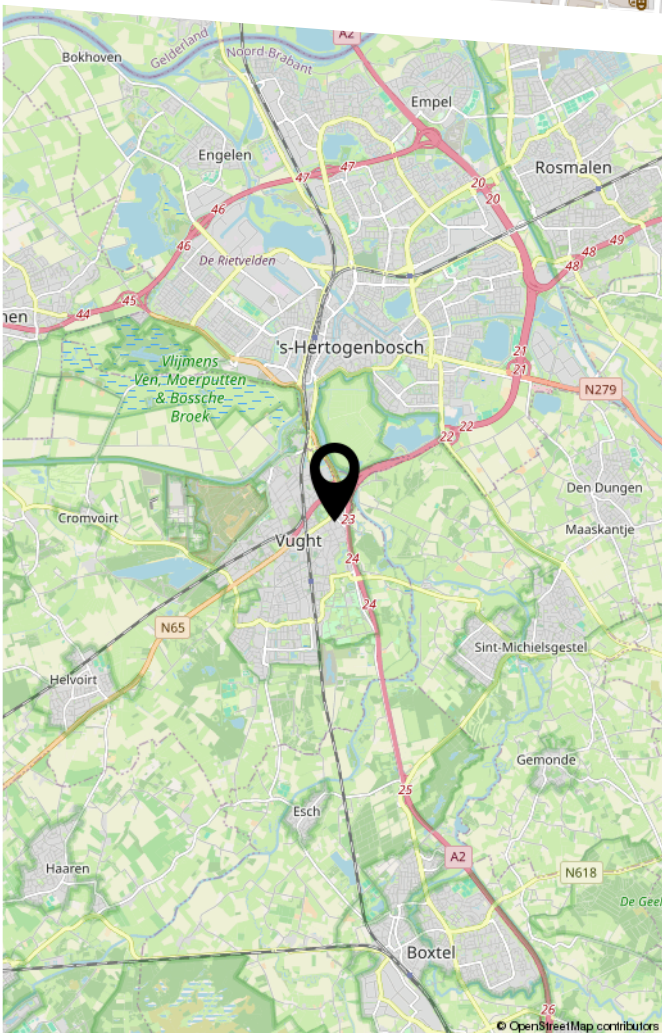 A2
Gelderland
Noord-Brabant
Bokhoven
Empel
Engelen
47
47
Rosmalen
20
20
46
46
49
48
48
De Rietvelden
45
44
nen
's-Hertogenbosch
21
21
Vlijmens
Ven, Moerputten
& Bossche
Broek
N279
22
22
Den Dungen
Cromvoirt
23
Maaskantje
Vught
24
24
N65
Sint-Michielsgestel
Helvoirt
Gemonde
25
Esch
A2
Haaren
N618
De Geel
Boxtel
26
© OpenStreetMap contributors